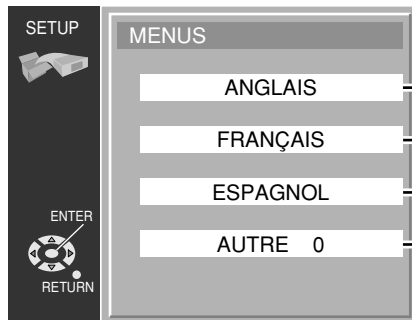 SETUP
MENUS
ANGLAIS
FRANÇAIS
ESPAGNOL
AUTRE 0
ENTER
RETURN